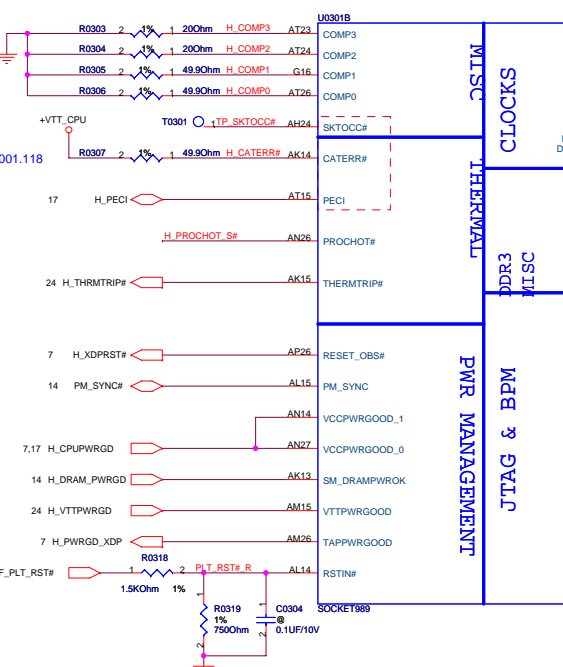 U0301B
R0303 2 1% 1 20Ohm H_COMP3 AT23 COMP3
R0304 2 1% 1 20Ohm H_COMP2 AT24 COMP2
R0305 2 1% 1 49.9Ohm H_COMP1 G16 COMP1
R0306 2 1% 1 49.9Ohm H_COMP0 AT26 COMP0
MISC
CLOCKS
+VTT_CPU
T0301 1 TP_SKTOCC# AH24 SKTOCC#
001.118
R0307 2 1% 1 49.9Ohm H_CATERR# AK14 CATERR#
THERMAL
17 H_PECI AT15 PECI
H_PROCHOT_S# AN26 PROCHOT#
DDR3
MISC
24 H_THRMTRIP# AK15 THERMTRIP#
7 H_XDPRST# AP26 RESET_OBS#
14 PM_SYNC# AL15 PM_SYNC
PWR MANAGEMENT
JTAG & BPM
AN14 VCCPWRGOOD_1
7,17 H_CPUPWRGD AN27 VCCPWRGOOD_0
14 H_DRAM_PWRGD AK13 SM_DRAMPWROK
24 H_VTTPWRGD AM15 VTTPWRGOOD
7 H_PWRGD_XDP AM26 TAPPWRGOOD
R0318
F_PLT_RST# 1 2 PLT_RST#_R AL14 RSTIN#
1.5KOhm 1%
1 R0319 1 C0304 SOCKET989
1% @
2 750Ohm 2 0.1UF/10V